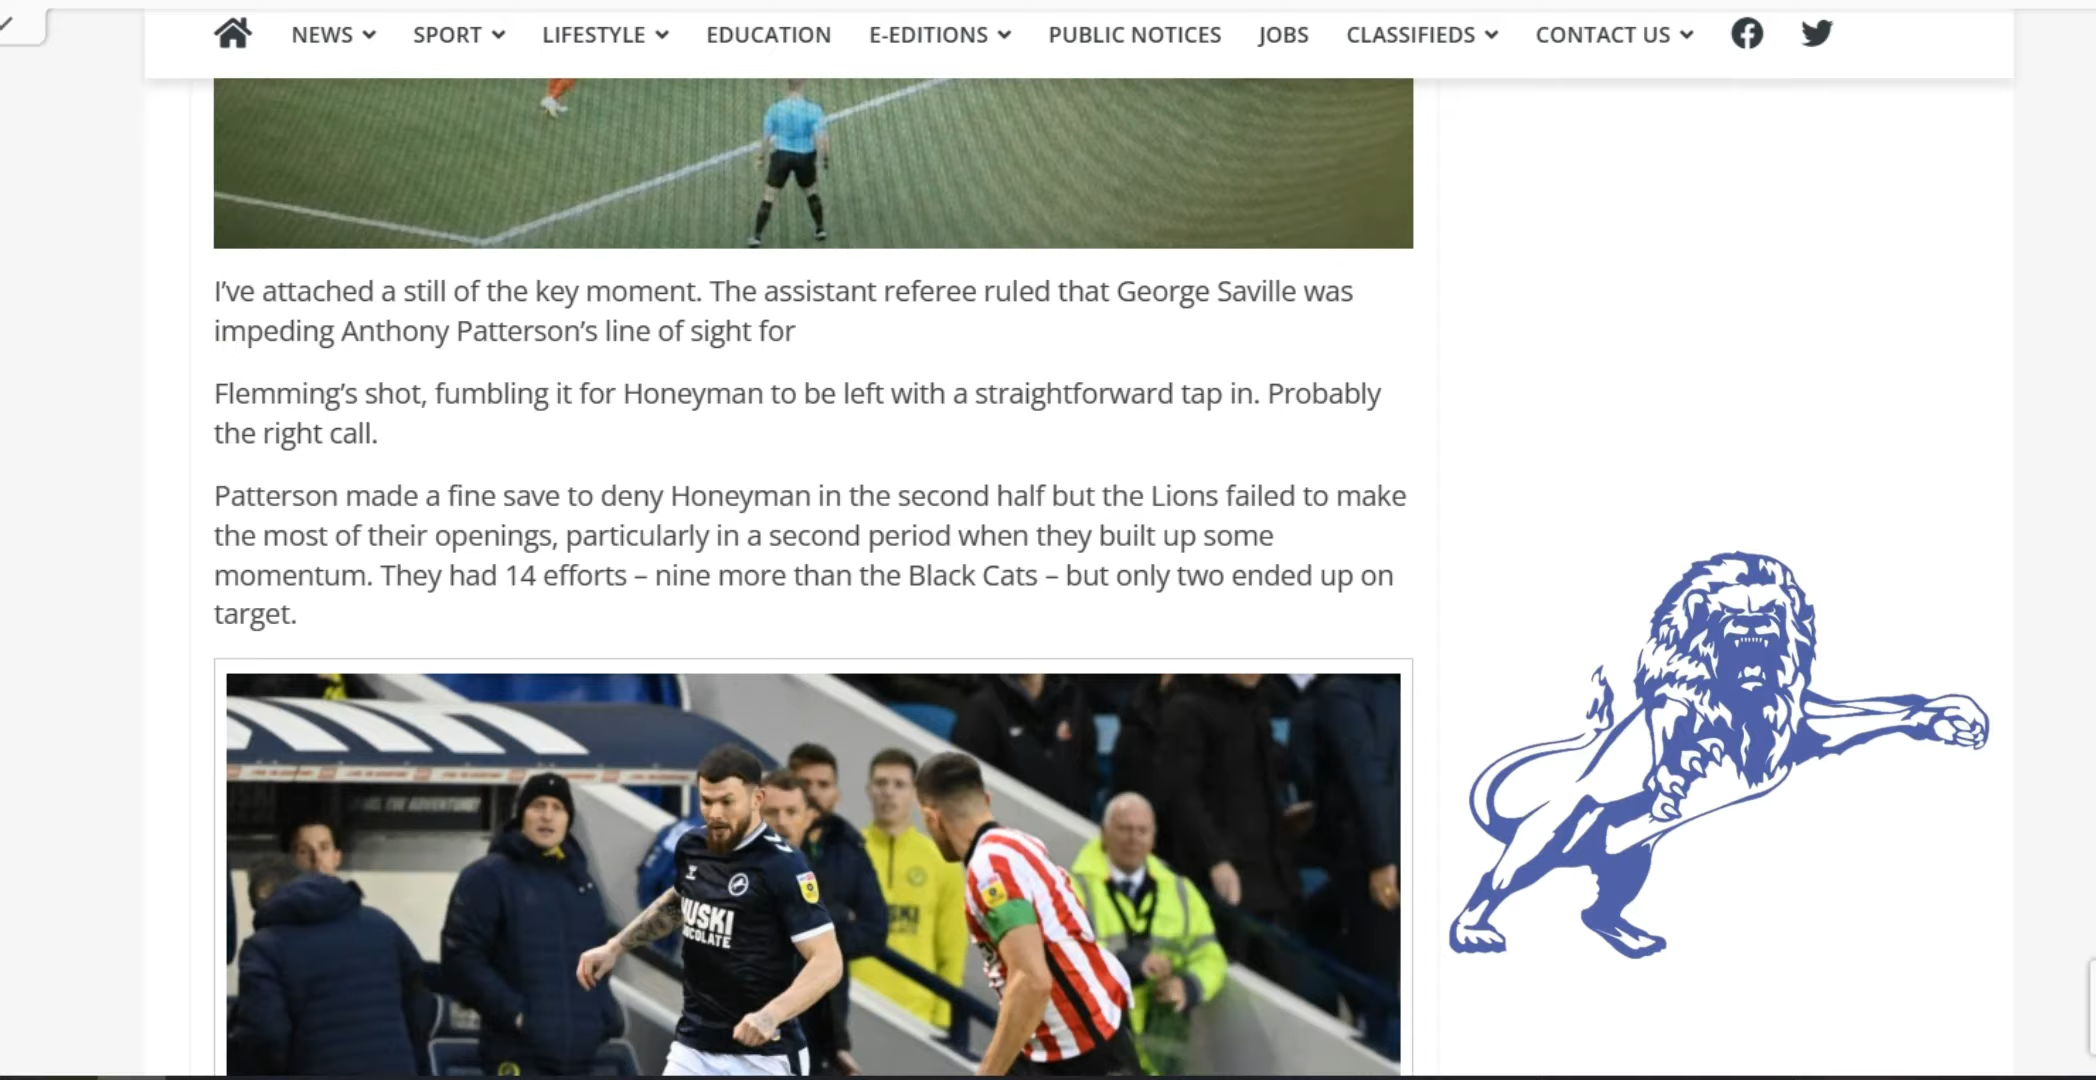 NEWS SPORT LIFESTYLE EDUCATION E-EDITIONS PUBLIC NOTICES JOBS CLASSIFIEDS CONTACT US
I’ve attached a still of the key moment. The assistant referee ruled that George Saville was
impeding Anthony Patterson’s line of sight for
Flemming’s shot, fumbling it for Honeyman to be left with a straightforward tap in. Probably
the right call.
Patterson made a fine save to deny Honeyman in the second half but the Lions failed to make
the most of their openings, particularly in a second period when they built up some
momentum. They had 14 efforts – nine more than the Black Cats – but only two ended up on
target.
HUSKI